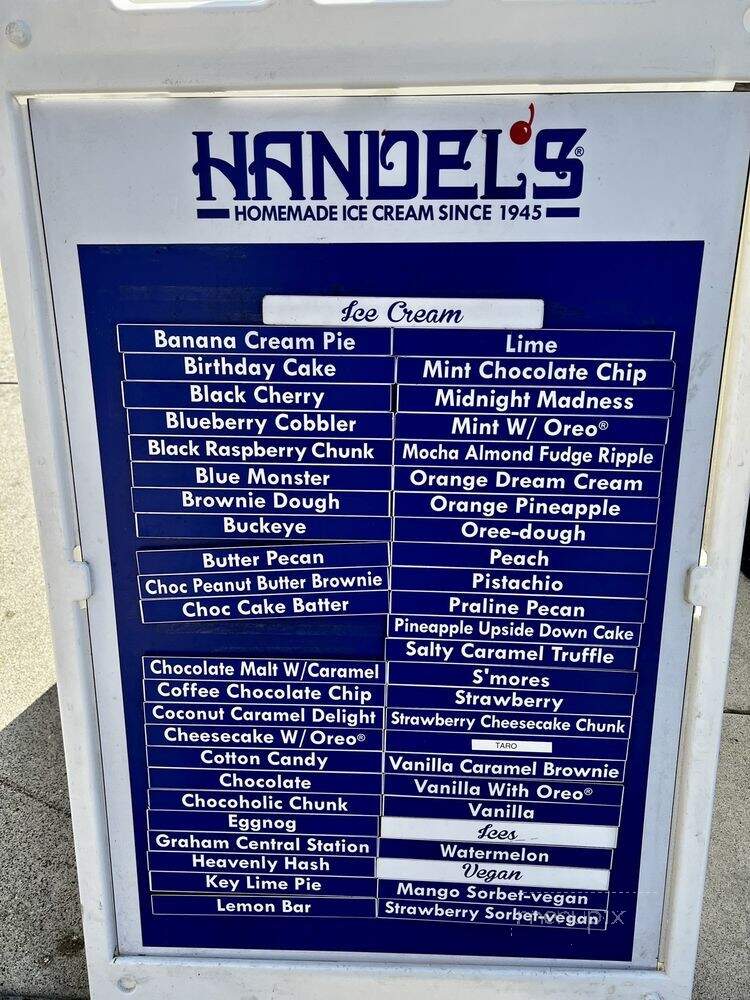 HANDEL'S®
HOMEMADE ICE CREAM SINCE 1945
Ice Cream
Banana Cream Pie
Birthday Cake
Black Cherry
Blueberry Cobbler
Black Raspberry Chunk
Blue Monster
Brownie Dough
Buckeye
Butter Pecan
Choc Peanut Butter Brownie
Choc Cake Batter
Chocolate Malt W/Caramel
Coffee Chocolate Chip
Coconut Caramel Delight
Cheesecake W/Oreo®
Cotton Candy
Chocolate
Chocoholic Chunk
Eggnog
Graham Central Station
Heavenly Hash
Key Lime Pie
Lemon Bar
Lime
Mint Chocolate Chip
Midnight Madness
Mint W/ Oreo®
Mocha Almond Fudge Ripple
Orange Dream Cream
Orange Pineapple
Oree-dough
Peach
Pistachio
Praline Pecan
Pineapple Upside Down Cake
Salty Caramel Truffle
S'mores
Strawberry
Strawberry Cheesecake Chunk
TARO
Vanilla Caramel Brownie
Vanilla With Oreo®
Vanilla
Ices
Watermelon
Vegan
Mango Sorbet-vegan
Strawberry Sorbet-vegan